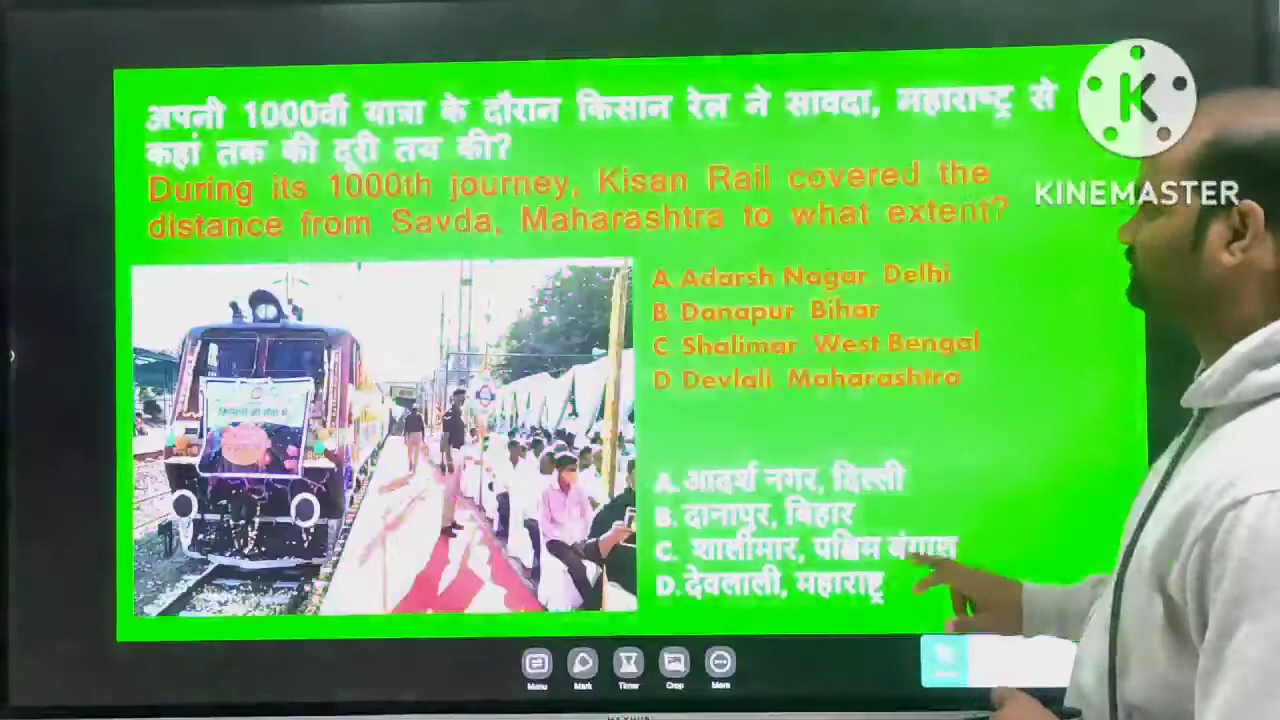 अपनी 1000वीं यात्रा के दौरान किसान रेल ने सावदा, महाराष्ट्र से
कहां तक की दूरी तय की?
During its 1000th journey, Kisan Rail covered the
distance from Savda, Maharashtra to what extent?
A Adarsh Nagar Delhi
B Danapur Bihar
C Shalimar West Bengal
D Devlali Maharashtra
A. आदर्श नगर, दिल्ली
B. दानापुर, बिहार
C. शालीमार, पश्चिम बंगाल
D. देवलाली, महाराष्ट्र
K
KINEMASTER
किसानों की सेवा में
Menu
Mark
Timer
Crop
More